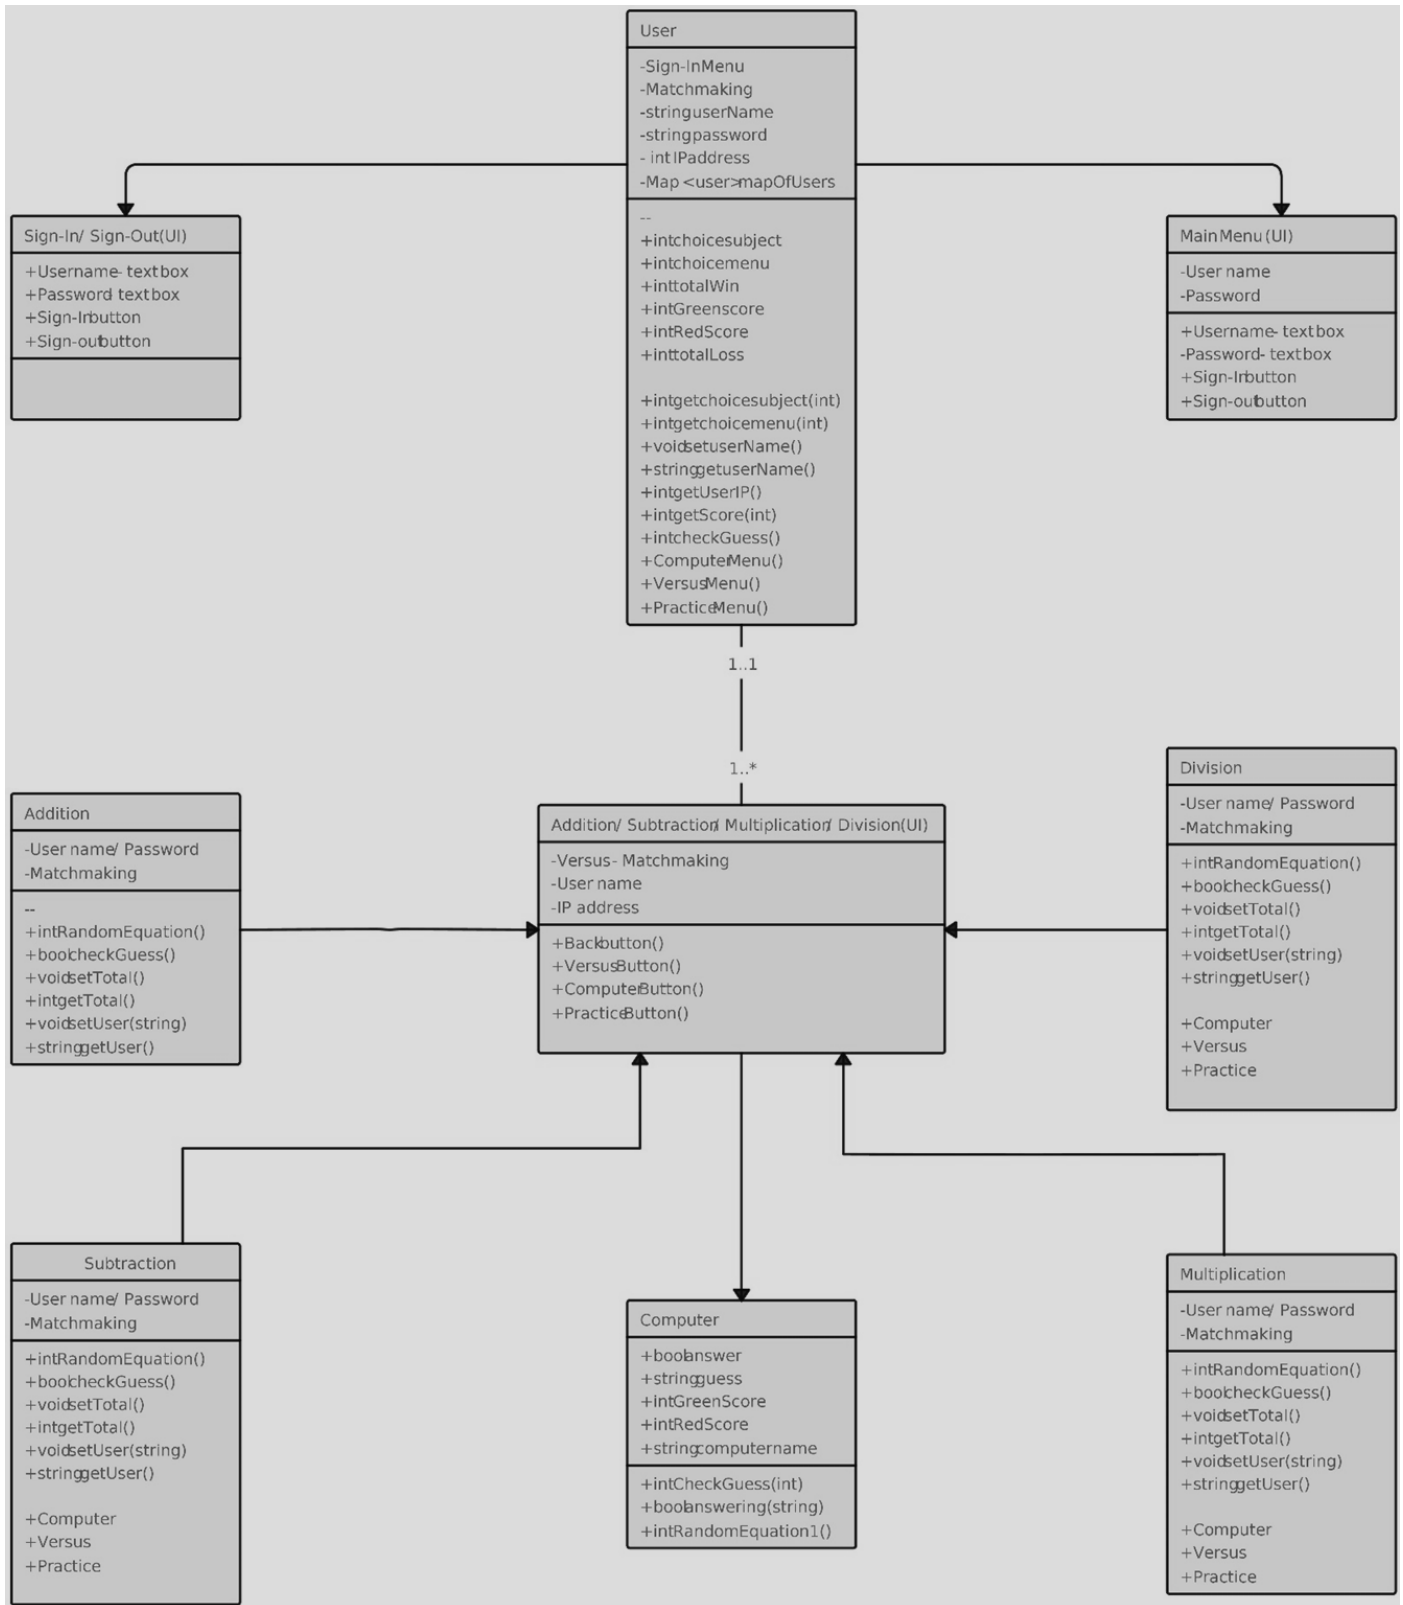 User
-Sign-InMenu
-Matchmaking
-stringuserName
-stringpassword
- intIPaddress
-Map <user>mapOfUsers
--
+intchoicesubject
+intchoicemenu
+inttotalWin
+intGreenscore
+intRedScore
+inttotalLoss
+intgetchoicesubject(int)
+intgetchoicemenu(int)
+voidsetuserName()
+stringgetuserName()
+intgetUserIP()
+intgetScore(int)
+intcheckGuess()
+ComputerMenu()
+VersusMenu()
+PracticeMenu()
Sign-In/ Sign-Out(UI)
+Username- textbox
+Password textbox
+Sign-Inbutton
+Sign-outbutton
MainMenu (UI)
-User name
-Password
+Username- textbox
-Password- textbox
+Sign-Inbutton
+Sign-outbutton
1..1
1..*
Addition
-User name/ Password
-Matchmaking
--
+intRandomEquation()
+boolcheckGuess()
+voidsetTotal()
+intgetTotal()
+voidsetUser(string)
+stringgetUser()
Addition/ Subtraction/ Multiplication/ Division(UI)
-Versus- Matchmaking
-User name
-IP address
+Backbutton()
+VersusButton()
+ComputerButton()
+PracticeButton()
Division
-User name/ Password
-Matchmaking
+intRandomEquation()
+boolcheckGuess()
+voidsetTotal()
+intgetTotal()
+voidsetUser(string)
+stringgetUser()
+Computer
+Versus
+Practice
Subtraction
-User name/ Password
-Matchmaking
+intRandomEquation()
+boolcheckGuess()
+voidsetTotal()
+intgetTotal()
+voidsetUser(string)
+stringgetUser()
+Computer
+Versus
+Practice
Computer
+boolanswer
+stringguess
+intGreenScore
+intRedScore
+stringcomputername
+intCheckGuess(int)
+boolanswering(string)
+intRandomEquation1()
Multiplication
-User name/ Password
-Matchmaking
+intRandomEquation()
+boolcheckGuess()
+voidsetTotal()
+intgetTotal()
+voidsetUser(string)
+stringgetUser()
+Computer
+Versus
+Practice